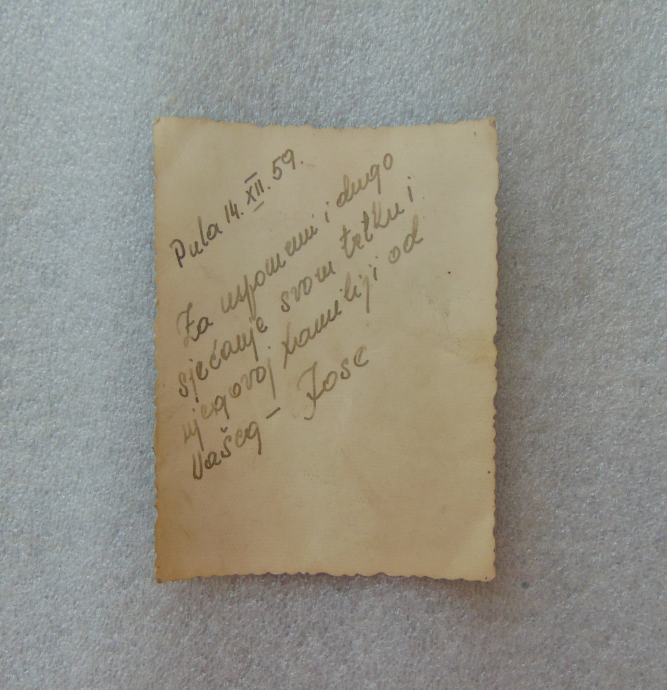 Pula 14. XII. 59.
Za uspomenu i dugo
sjećanje svom tetku i
njegovoj familiji od
Vašeg – Jose